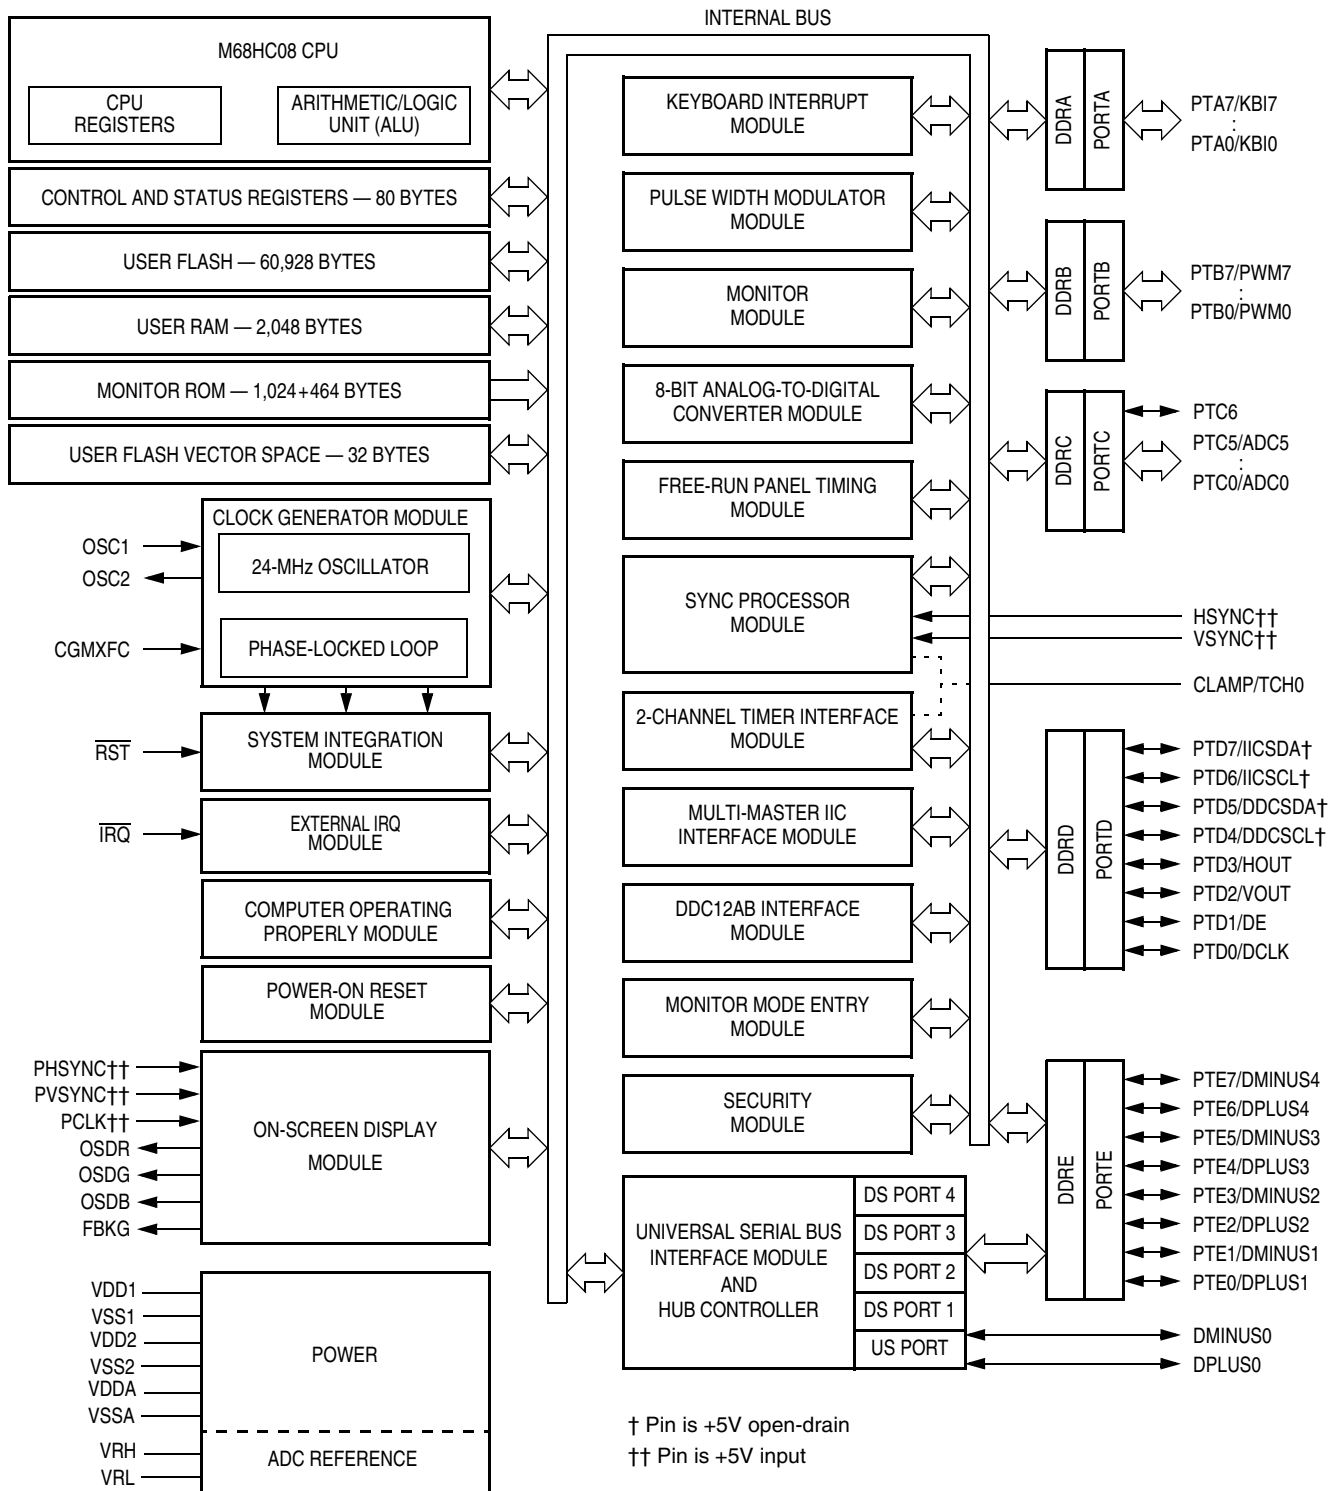 INTERNAL BUS
M68HC08 CPU
CPU
REGISTERS
ARITHMETIC/LOGIC
UNIT (ALU)
CONTROL AND STATUS REGISTERS — 80 BYTES
USER FLASH — 60,928 BYTES
USER RAM — 2,048 BYTES
MONITOR ROM — 1,024+464 BYTES
USER FLASH VECTOR SPACE — 32 BYTES
CLOCK GENERATOR MODULE
24-MHz OSCILLATOR
PHASE-LOCKED LOOP
OSC1
OSC2
CGMXFC
SYSTEM INTEGRATION
MODULE
RST
EXTERNAL IRQ
MODULE
IRQ
COMPUTER OPERATING
PROPERLY MODULE
POWER-ON RESET
MODULE
PHSYNC††
PVSYNC††
PCLK††
OSDR
OSDG
OSDB
FBKG
ON-SCREEN DISPLAY
MODULE
VDD1
VSS1
VDD2
VSS2
VDDA
VSSA
VRH
VRL
POWER
ADC REFERENCE
KEYBOARD INTERRUPT
MODULE
PULSE WIDTH MODULATOR
MODULE
MONITOR
MODULE
8-BIT ANALOG-TO-DIGITAL
CONVERTER MODULE
FREE-RUN PANEL TIMING
MODULE
SYNC PROCESSOR
MODULE
2-CHANNEL TIMER INTERFACE
MODULE
MULTI-MASTER IIC
INTERFACE MODULE
DDC12AB INTERFACE
MODULE
MONITOR MODE ENTRY
MODULE
SECURITY
MODULE
UNIVERSAL SERIAL BUS
INTERFACE MODULE
AND
HUB CONTROLLER
DS PORT 4
DS PORT 3
DS PORT 2
DS PORT 1
US PORT
DDRA
PORTA
PTA7/KBI7
:
PTA0/KBI0
DDRB
PORTB
PTB7/PWM7
:
PTB0/PWM0
DDRC
PORTC
PTC6
PTC5/ADC5
:
PTC0/ADC0
HSYNC††
VSYNC††
CLAMP/TCH0
DDRD
PORTD
PTD7/IICSDA†
PTD6/IICSCL†
PTD5/DDCSDA†
PTD4/DDCSCL†
PTD3/HOUT
PTD2/VOUT
PTD1/DE
PTD0/DCLK
DDRE
PORTE
PTE7/DMINUS4
PTE6/DPLUS4
PTE5/DMINUS3
PTE4/DPLUS3
PTE3/DMINUS2
PTE2/DPLUS2
PTE1/DMINUS1
PTE0/DPLUS1
DMINUS0
DPLUS0
† Pin is +5V open-drain
†† Pin is +5V input